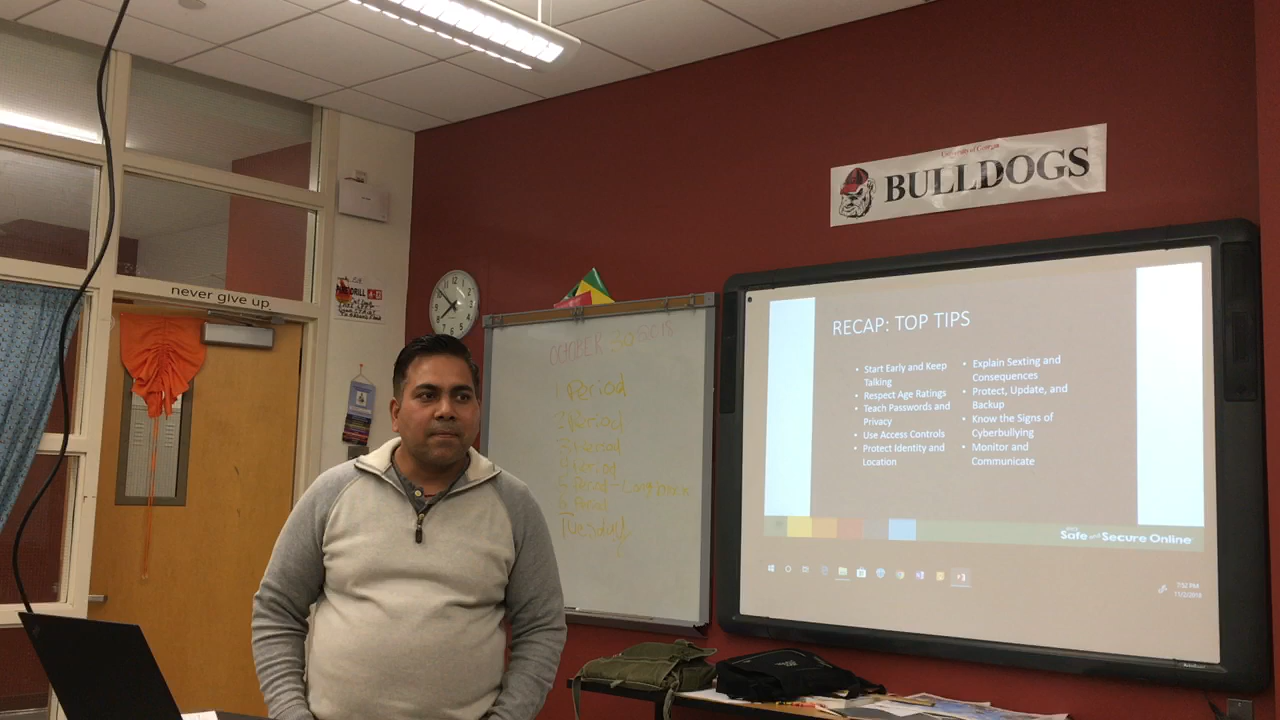 University of Georgia
BULLDOGS
never give up
RECAP: TOP TIPS
• Start Early and Keep
Talking
• Respect Age Ratings
• Teach Passwords and
Privacy
• Use Access Controls
• Protect Identity and
Location
• Explain Sexting and
Consequences
• Protect, Update, and
Backup
• Know the Signs of
Cyberbullying
• Monitor and
Communicate
Safe and Secure Online
7:52 PM
OCTOBER 30
1 Period
2 Period
3 Period
4 Period
5 Period - Long
6 Period
Tuesday